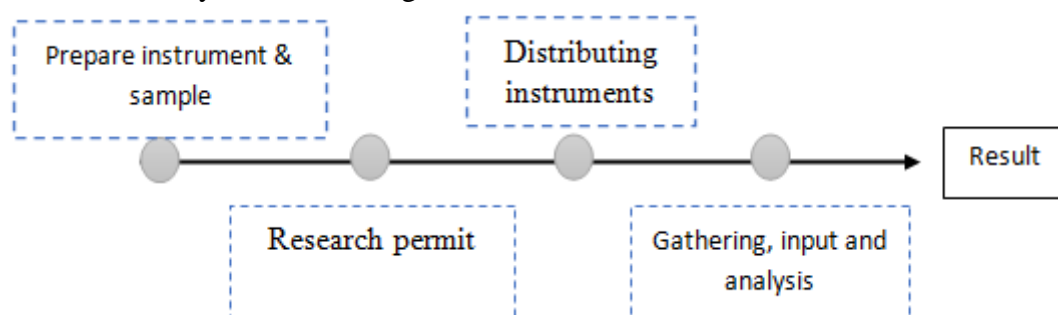 Prepare instrument &
sample
Distributing
instruments
Result
Research permit
Gathering, input and
analysis